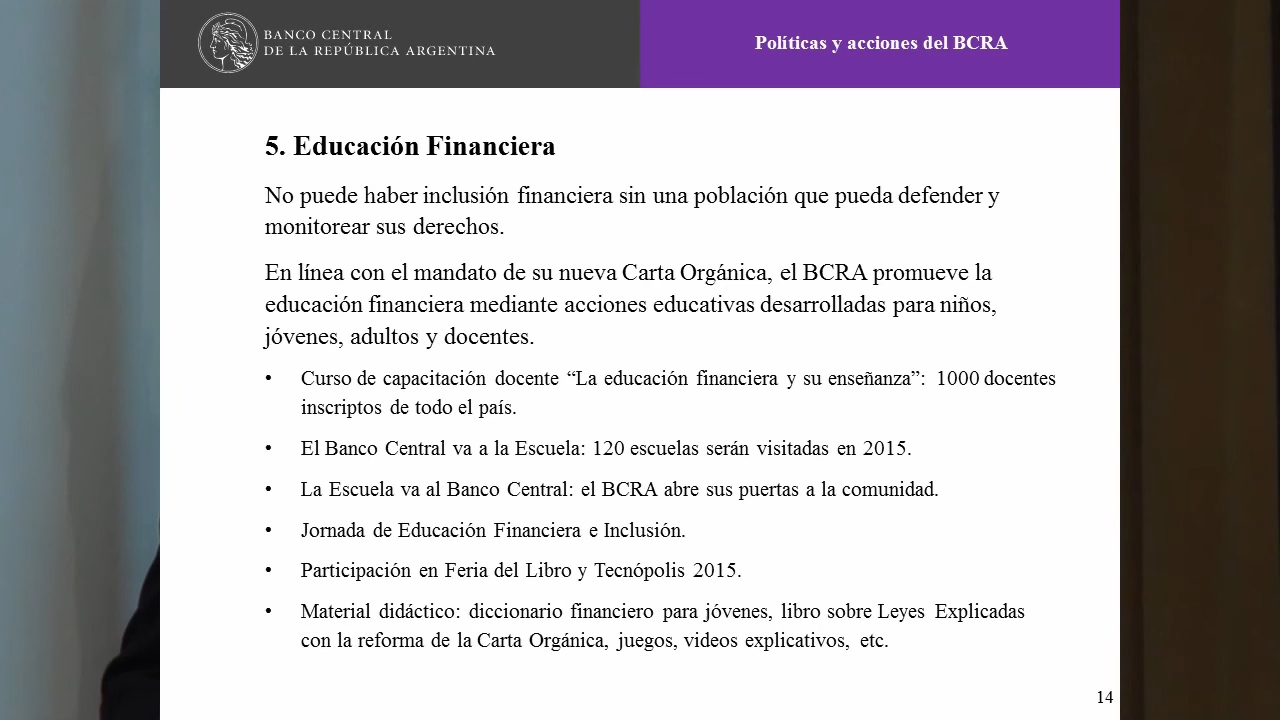 BANCO CENTRAL
DE LA REPÚBLICA ARGENTINA
Políticas y acciones del BCRA
5. Educación Financiera
No puede haber inclusión financiera sin una población que pueda defender y
monitorear sus derechos.
En línea con el mandato de su nueva Carta Orgánica, el BCRA promueve la
educación financiera mediante acciones educativas desarrolladas para niños,
jóvenes, adultos y docentes.
• Curso de capacitación docente “La educación financiera y su enseñanza”: 1000 docentes
inscriptos de todo el país.
• El Banco Central va a la Escuela: 120 escuelas serán visitadas en 2015.
• La Escuela va al Banco Central: el BCRA abre sus puertas a la comunidad.
• Jornada de Educación Financiera e Inclusión.
• Participación en Feria del Libro y Tecnópolis 2015.
• Material didáctico: diccionario financiero para jóvenes, libro sobre Leyes Explicadas
con la reforma de la Carta Orgánica, juegos, videos explicativos, etc.
14